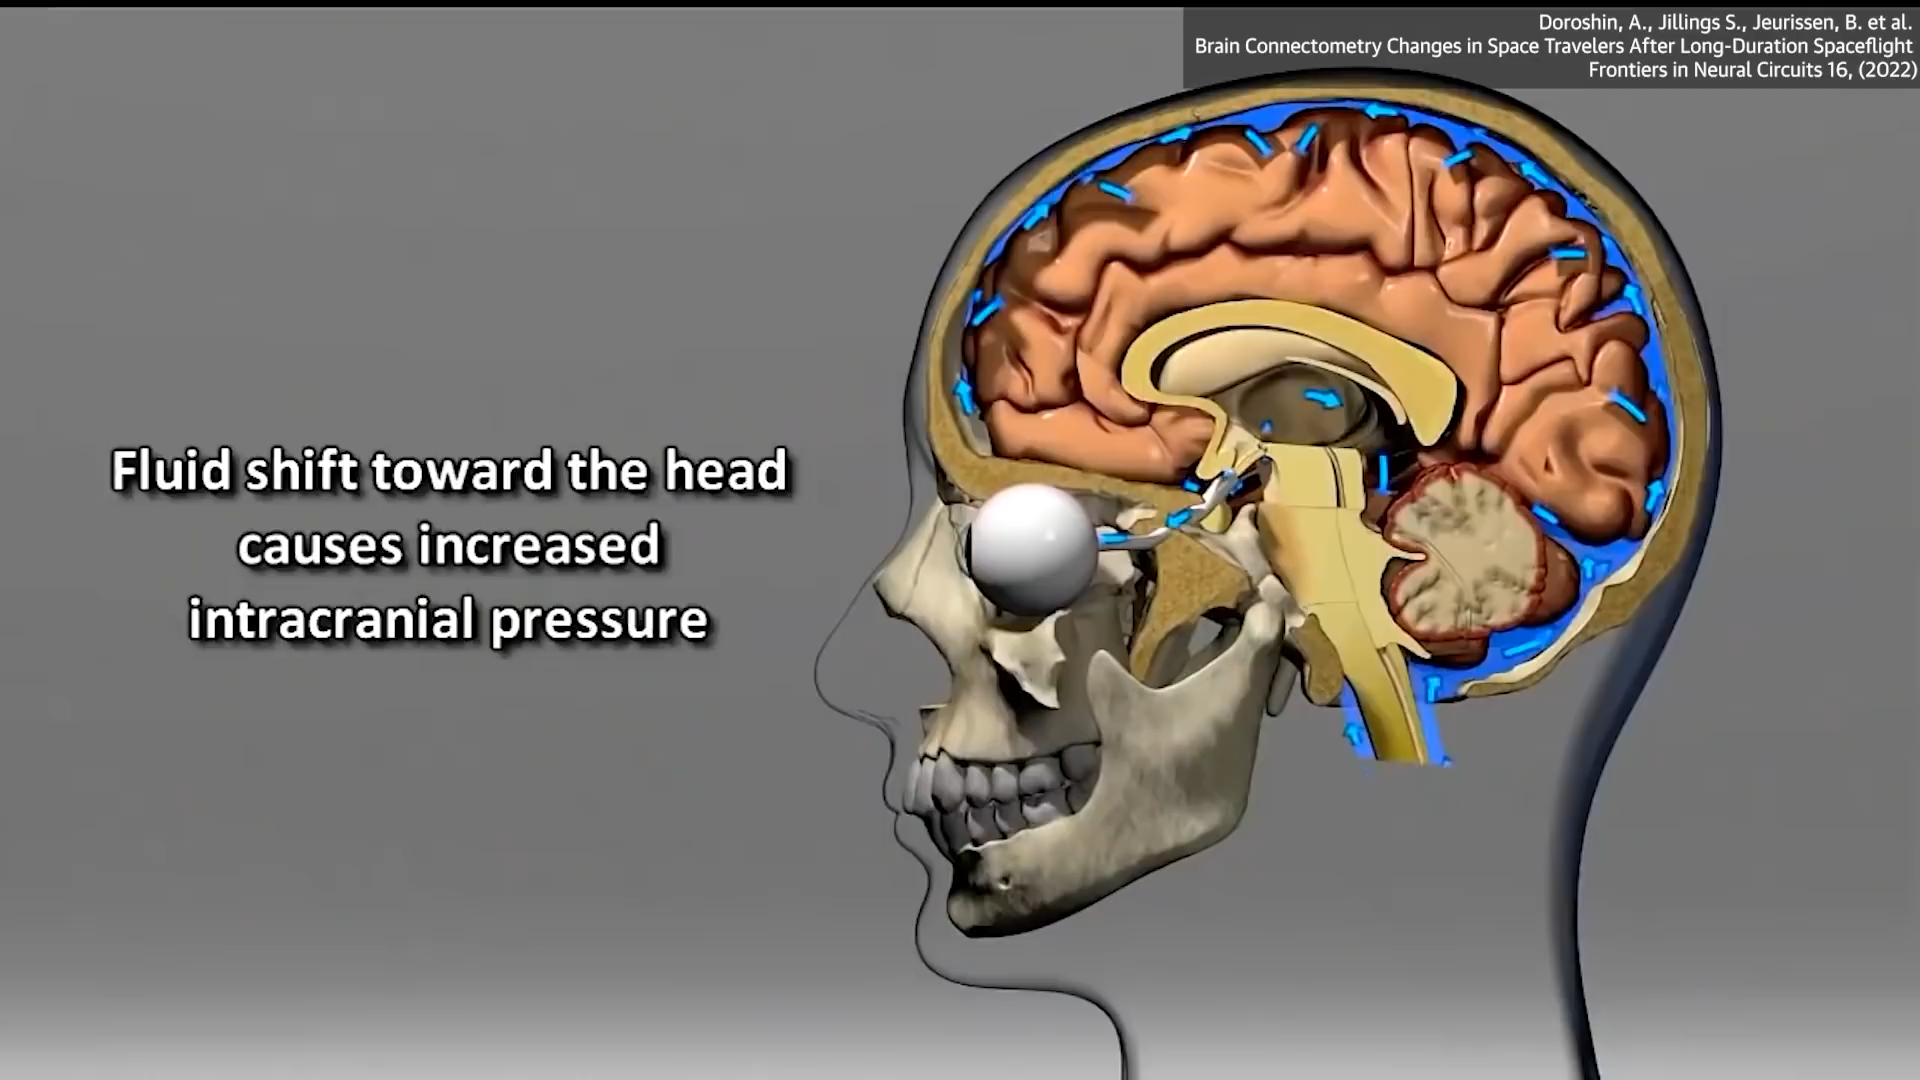 Doroshin, A., Jillings S., Jeurissen, B. et al.
Brain Connectometry Changes in Space Travelers After Long-Duration Spaceflight
Frontiers in Neural Circuits 16, (2022)
Fluid shift toward the head
causes increased
intracranial pressure